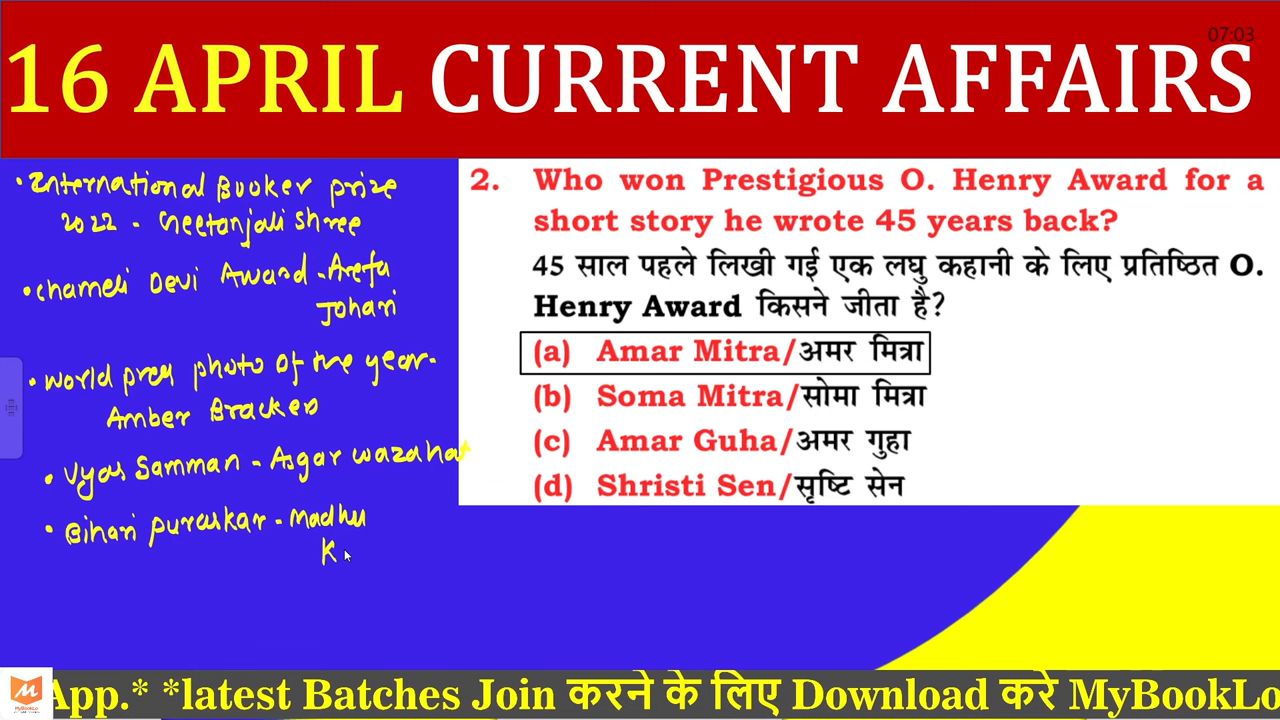 07:03
16 APRIL CURRENT AFFAIRS
• International Booker prize
2022 - Geetanjali shree
• Chameli Devi Award - Arefa
Johari
• World press photo of the year-
Amber Bracken
• Vyas Samman - Asgar wazahat
• Bihari puraskar - Madhu
K
2. Who won Prestigious O. Henry Award for a
short story he wrote 45 years back?
45 साल पहले लिखी गई एक लघु कहानी के लिए प्रतिष्ठित O.
Henry Award किसने जीता है?
(a) Amar Mitra/अमर मित्रा
(b) Soma Mitra/सोमा मित्रा
(c) Amar Guha/अमर गुहा
(d) Shristi Sen/सृष्टि सेन
App.* *latest Batches Join करने के लिए Download करे MyBookLo
MyBookLo